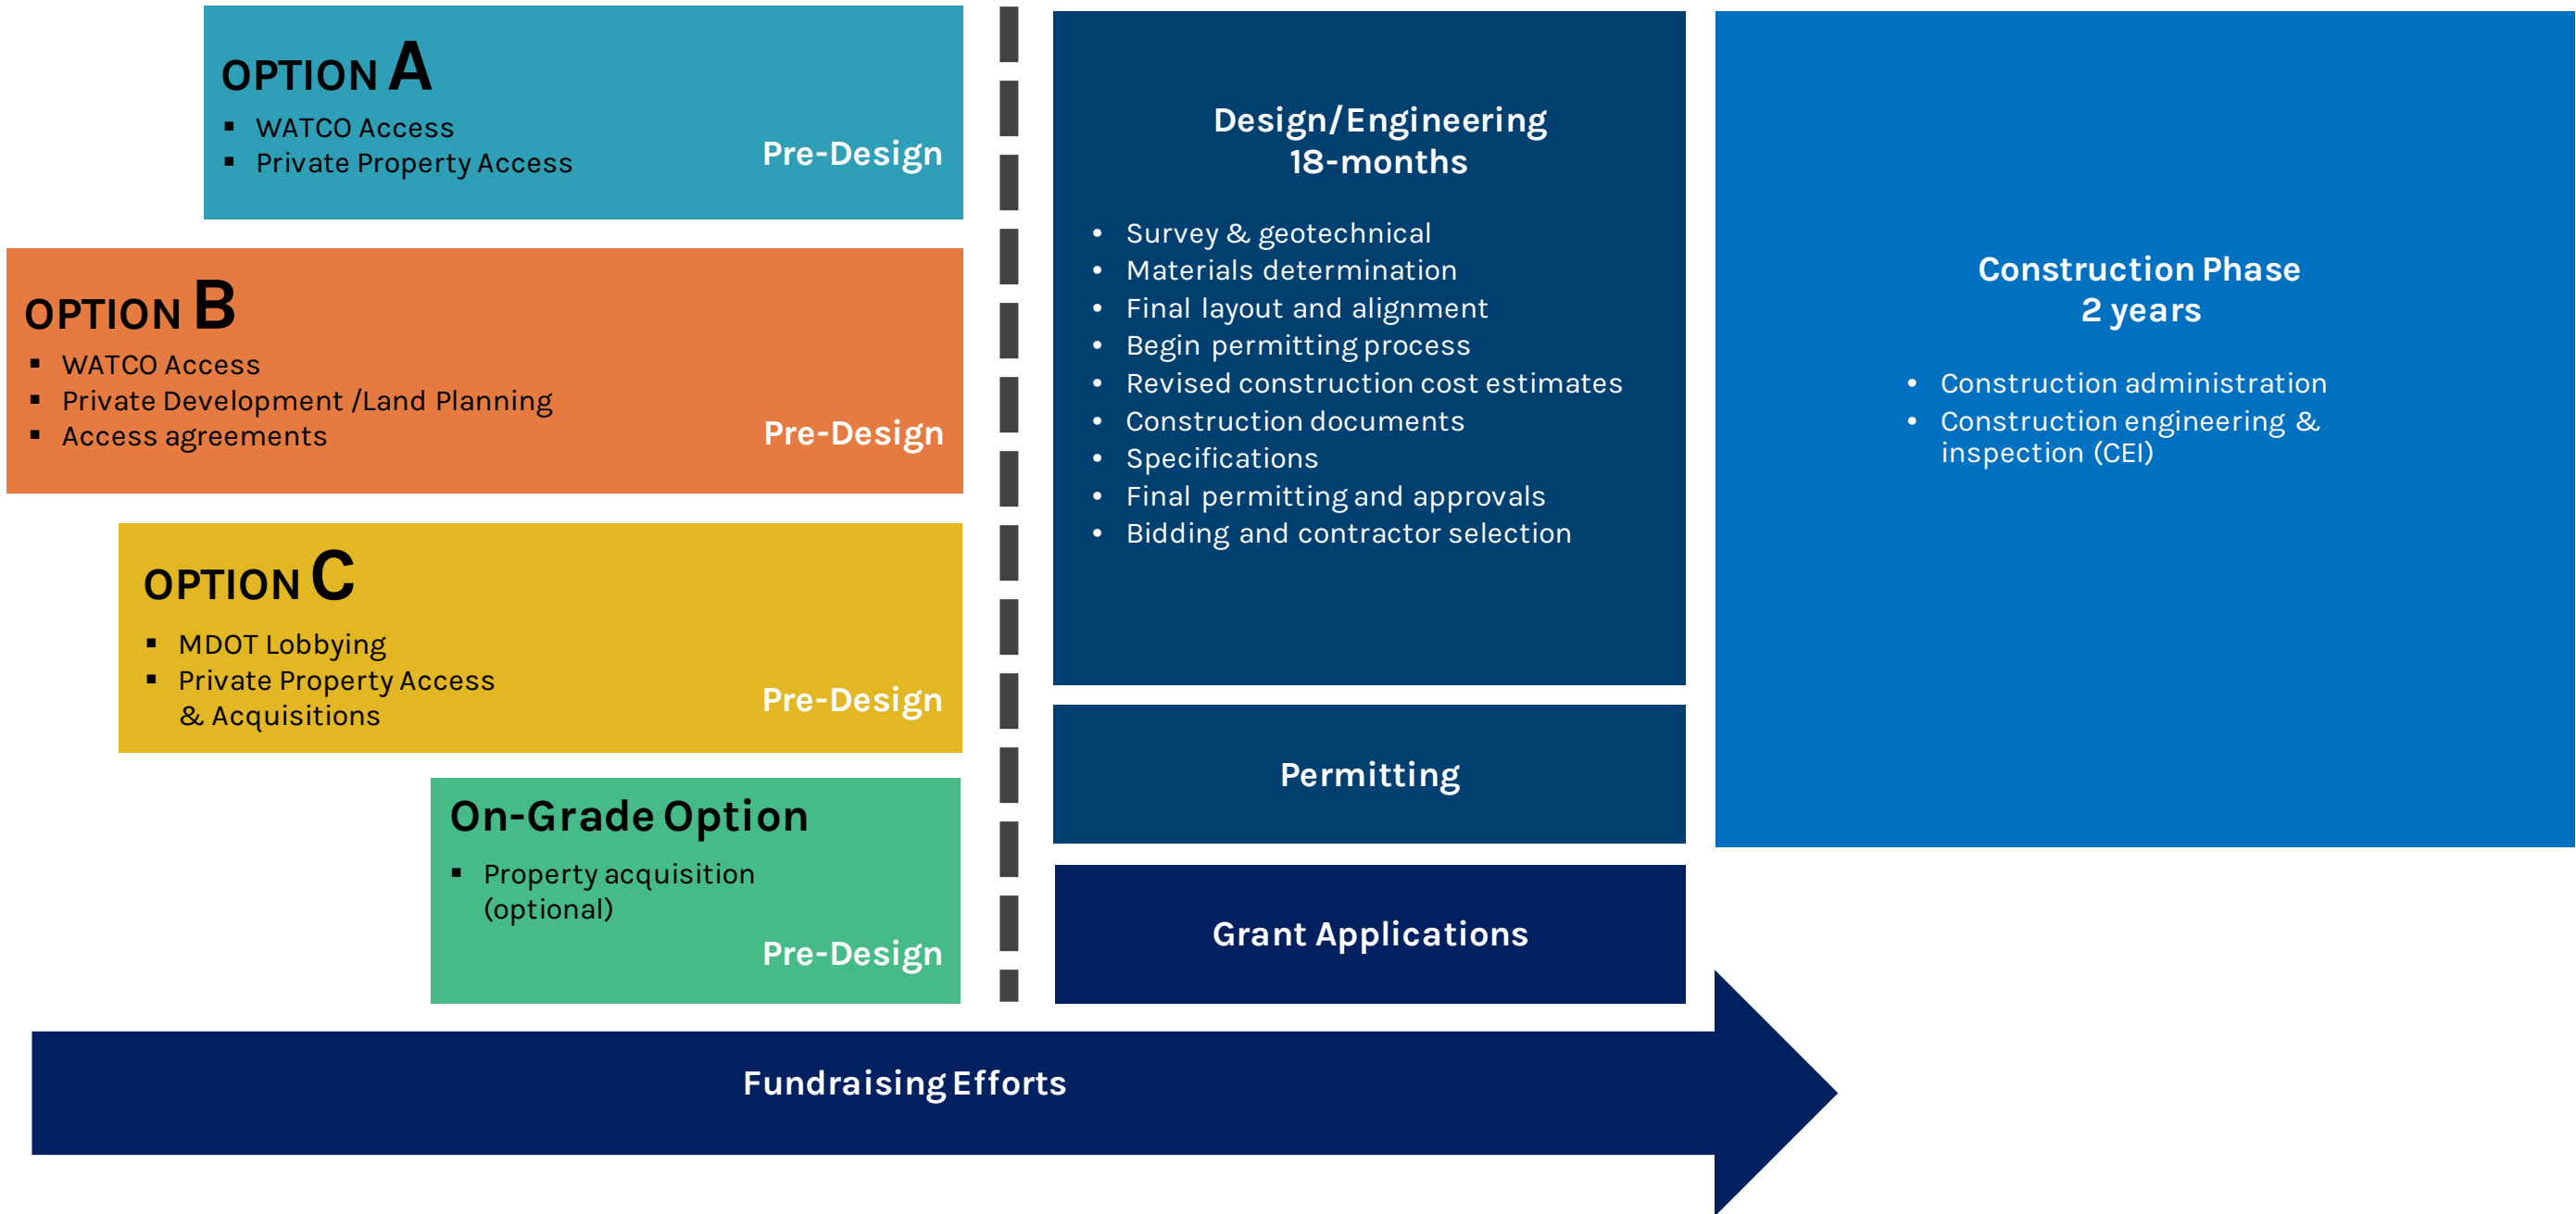 OPTION A
▪ WATCO Access
▪ Private Property Access
Pre-Design
OPTION B
▪ WATCO Access
▪ Private Development /Land Planning
▪ Access agreements
Pre-Design
OPTION C
▪ MDOT Lobbying
▪ Private Property Access
& Acquisitions
Pre-Design
On-Grade Option
▪ Property acquisition
(optional)
Pre-Design
Design/Engineering
18-months
• Survey & geotechnical
• Materials determination
• Final layout and alignment
• Begin permitting process
• Revised construction cost estimates
• Construction documents
• Specifications
• Final permitting and approvals
• Bidding and contractor selection
Permitting
Grant Applications
Construction Phase
2 years
• Construction administration
• Construction engineering &
inspection (CEI)
Fundraising Efforts